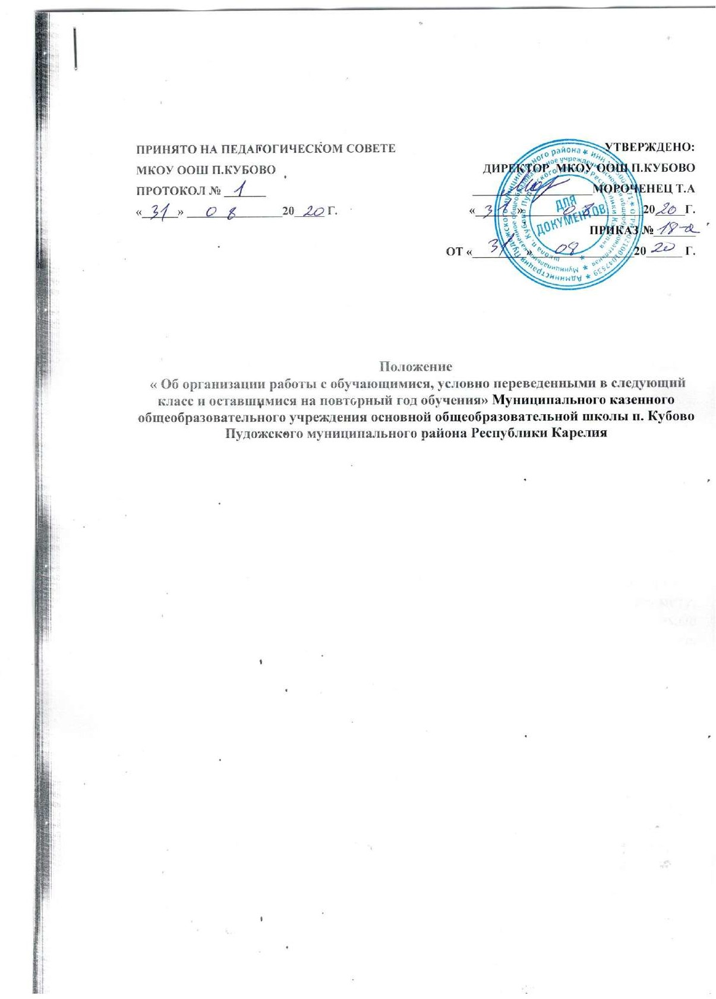 ПРИНЯТО НА ПЕДАГОГИЧЕСКОМ СОВЕТЕ
МКОУ ООШ П.КУБОВО
ПРОТОКОЛ № 1
«31» 08 2020 Г.
УТВЕРЖДЕНО:
ДИРЕКТОР МКОУ ООШ П.КУБОВО
МОРОЧЕНЕЦ Т.А
«31» 08 2020 Г.
ПРИКАЗ № 18-а
ОТ «31» 08 2020 Г.
ДЛЯ
ДОКУМЕНТОВ
Положение
« Об организации работы с обучающимися, условно переведенными в следующий
класс и оставшимися на повторный год обучения» Муниципального казенного
общеобразовательного учреждения основной общеобразовательной школы п. Кубово
Пудожского муниципального района Республики Карелия